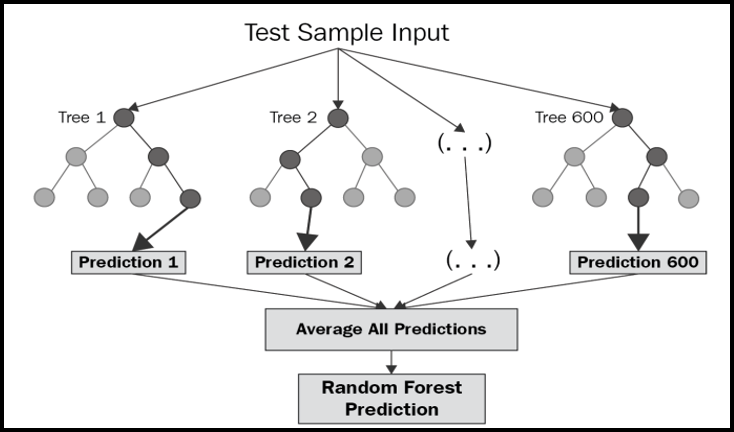 Test Sample Input
Tree 1
Tree 2
Tree 600
(. . .)
Prediction 1
Prediction 2
(. . .)
Prediction 600
Average All Predictions
Random Forest
Prediction